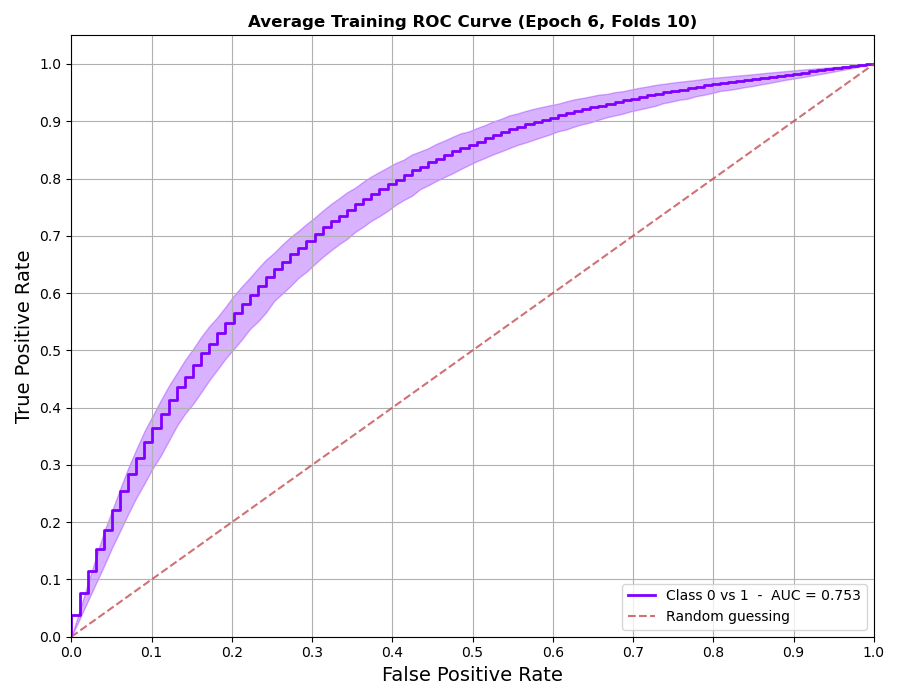 Average Training ROC Curve (Epoch 6, Folds 10)
True Positive Rate
1.0
0.9
0.8
0.7
0.6
0.5
0.4
0.3
0.2
0.1
0.0
Class 0 vs 1 - AUC = 0.753
Random guessing
0.0 0.1 0.2 0.3 0.4 0.5 0.6 0.7 0.8 0.9 1.0
False Positive Rate